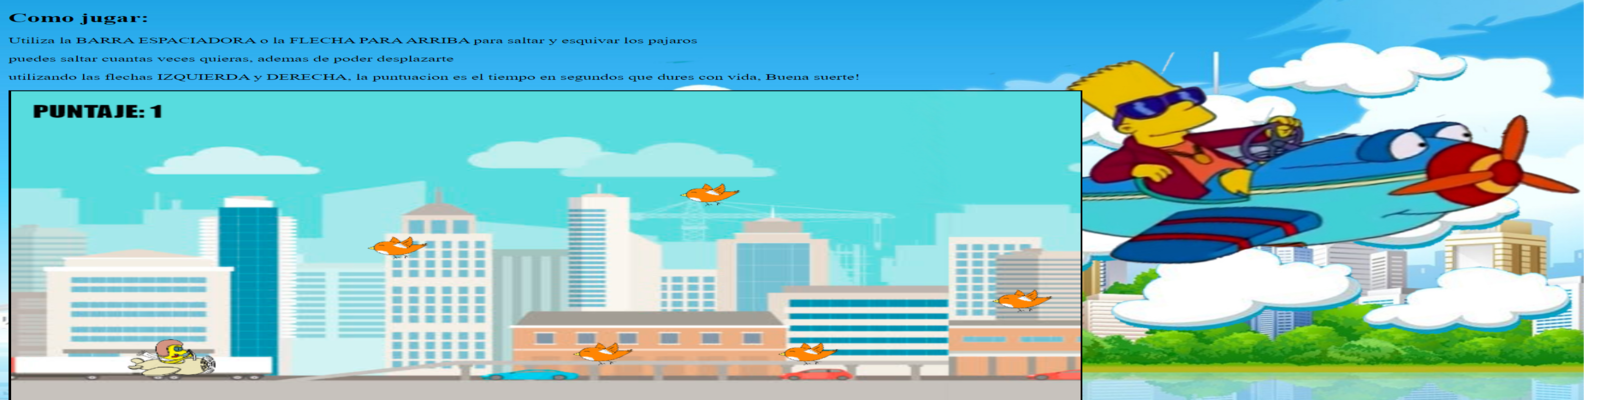 Como jugar:
Utiliza la BARRA ESPACIADORA o la FLECHA PARA ARRIBA para saltar y esquivar los pajaros
puedes saltar cuantas veces quieras, ademas de poder desplazarte
utilizando las flechas IZQUIERDA y DERECHA, la puntuacion es el tiempo en segundos que dures con vida, Buena suerte!
PUNTAJE: 1